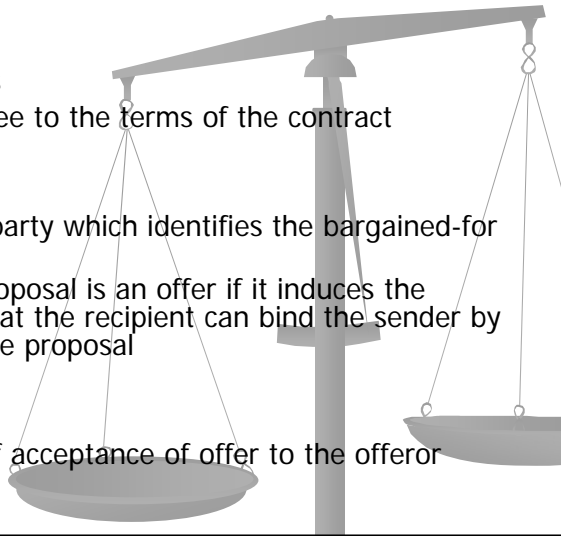 ee to the terms of the contract
party which identifies the bargained-for
oposal is an offer if it induces the
at the recipient can bind the sender by
e proposal
f acceptance of offer to the offeror